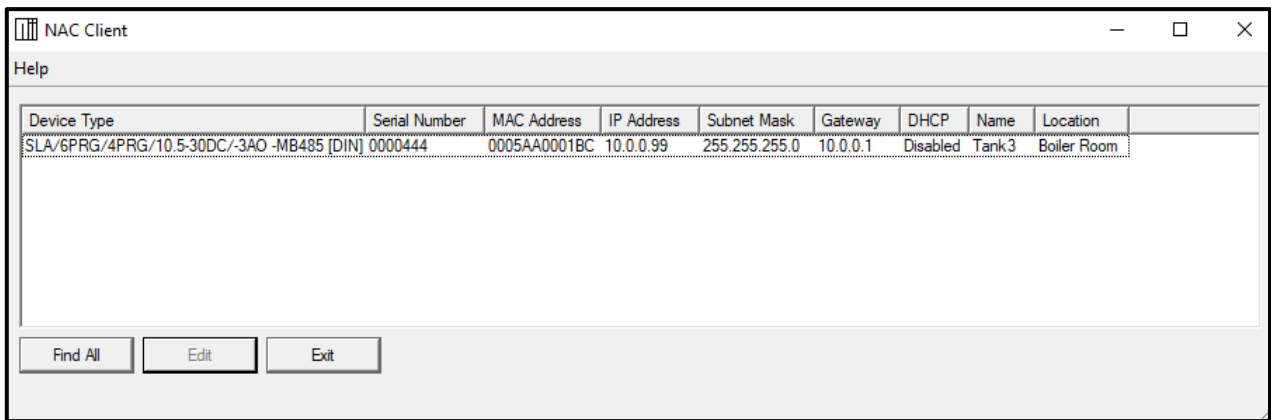 NAC Client
Help
Device Type Serial Number MAC Address IP Address Subnet Mask Gateway DHCP Name Location
SLA/6PRG/4PRG/10.5-30DC/-3AO -MB485 [DIN] 0000444 0005AA0001BC 10.0.0.99 255.255.255.0 10.0.0.1 Disabled Tank3 Boiler Room
Find All Edit Exit